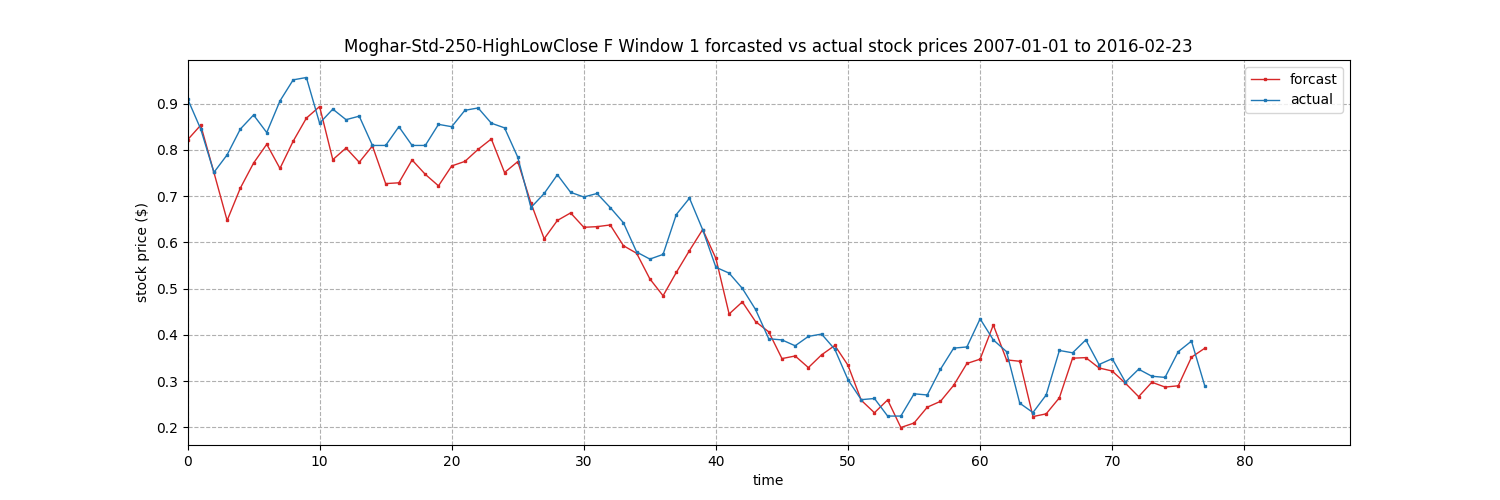 Moghar-Std-250-HighLowClose F Window 1 forcasted vs actual stock prices 2007-01-01 to 2016-02-23
forcast
actual
stock price ($)
0.9
0.8
0.7
0.6
0.5
0.4
0.3
0.2
0 10 20 30 40 50 60 70 80
time